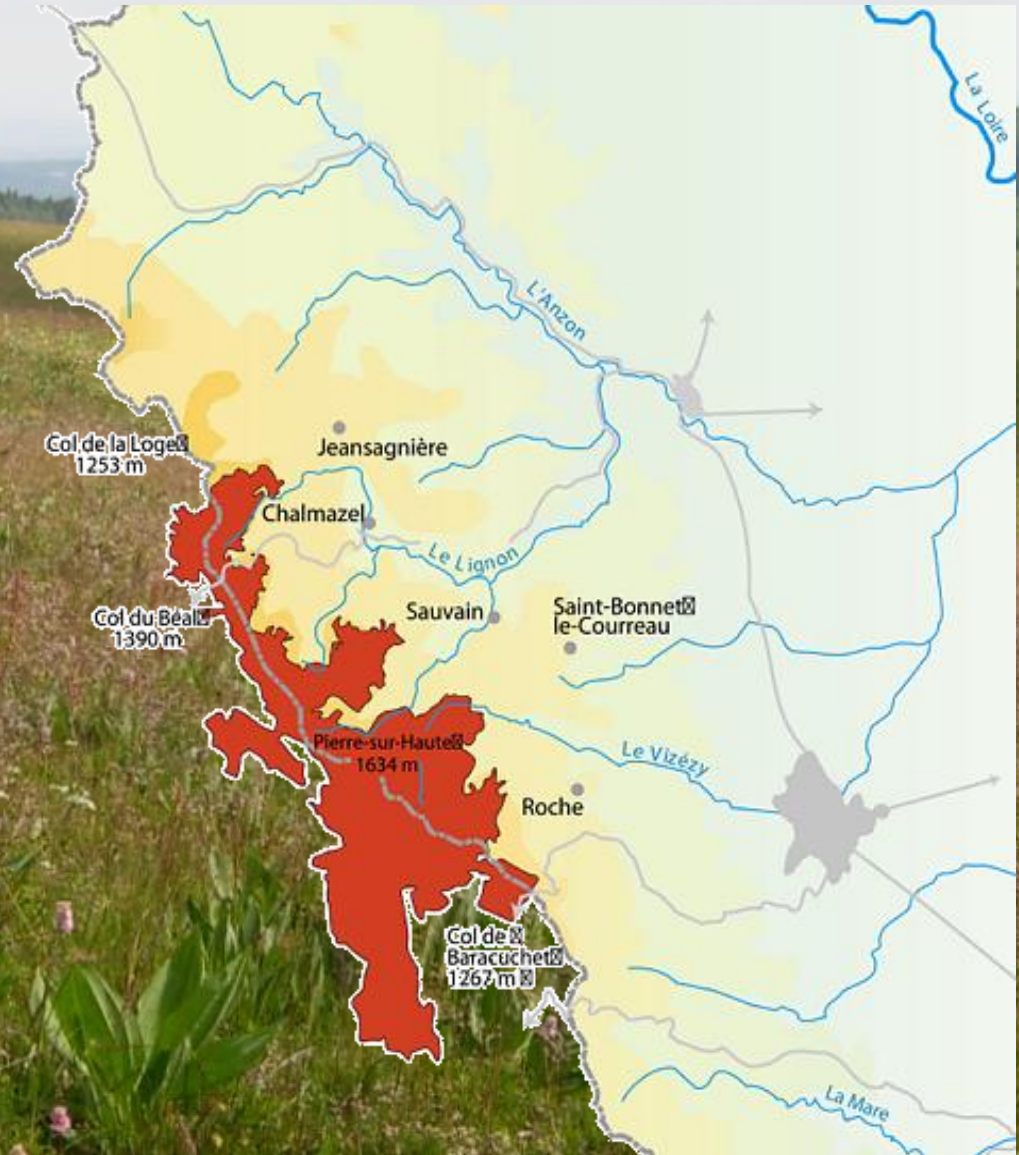 La Loire
L'Anzon
Col de la Loge
1253 m
Jeansagnière
Chalmazel
Le Lignon
Col du Béal
1390 m
Sauvain
Saint-Bonnet
le-Courreau
Pierre-sur-Haute
1634 m
Le Vizézy
Roche
Col de
Baracuchet
1267 m
La Mare